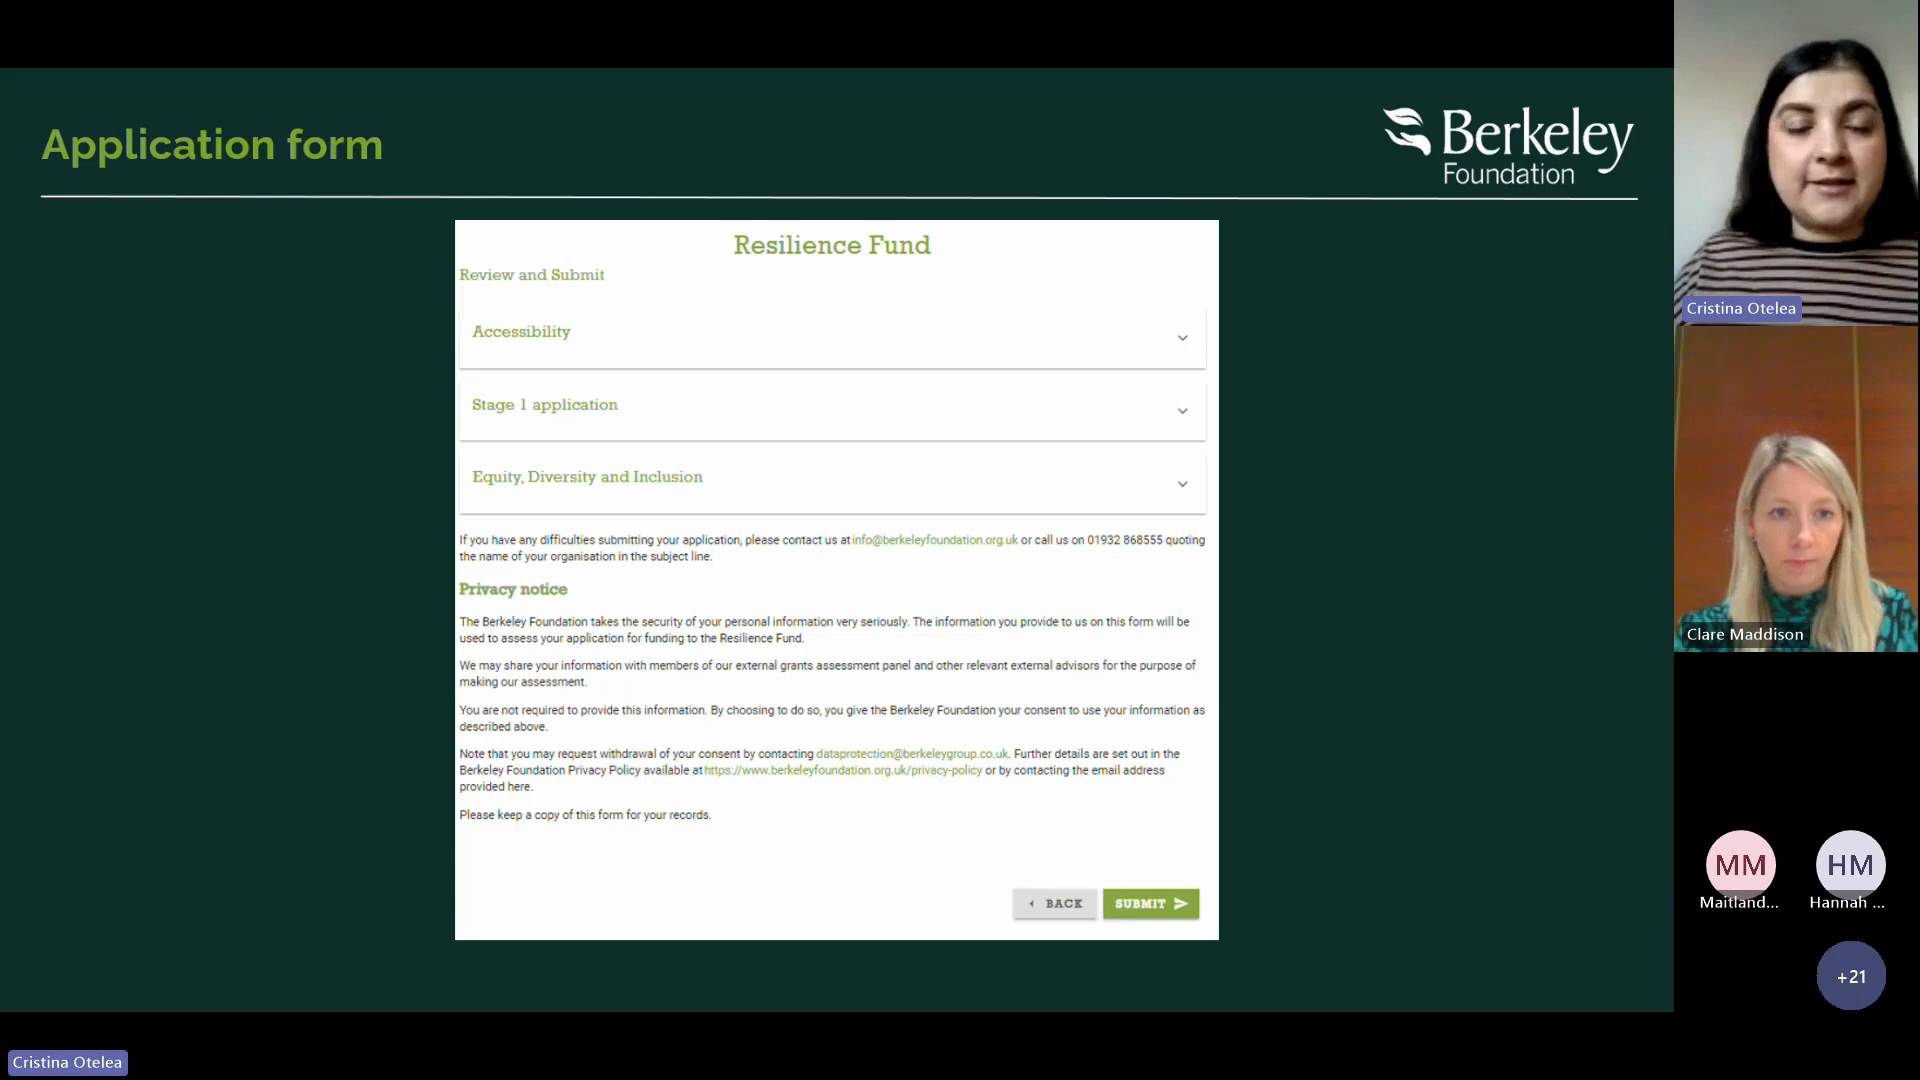 Application form
Berkeley
Foundation
Resilience Fund
Review and Submit
Accessibility
Stage 1 application
Equity, Diversity and Inclusion
If you have any difficulties submitting your application, please contact us at info@berkeleyfoundation.org.uk or call us on 01932 868555 quoting
the name of your organisation in the subject line.
Privacy notice
The Berkeley Foundation takes the security of your personal information very seriously. The information you provide to us on this form will be
used to assess your application for funding to the Resilience Fund.
We may share your information with members of our external grants assessment panel and other relevant external advisors for the purpose of
making our assessment.
You are not required to provide this information. By choosing to do so, you give the Berkeley Foundation your consent to use your information as
described above.
Note that you may request withdrawal of your consent by contacting dataprotection@berkeleygroup.co.uk. Further details are set out in the
Berkeley Foundation Privacy Policy available at https://www.berkeleyfoundation.org.uk/privacy-policy or by contacting the email address
provided here.
Please keep a copy of this form for your records.
BACK
SUBMIT
Cristina Otelea
Clare Maddison
MM
HM
Maitland...
Hannah ...
+21
Cristina Otelea